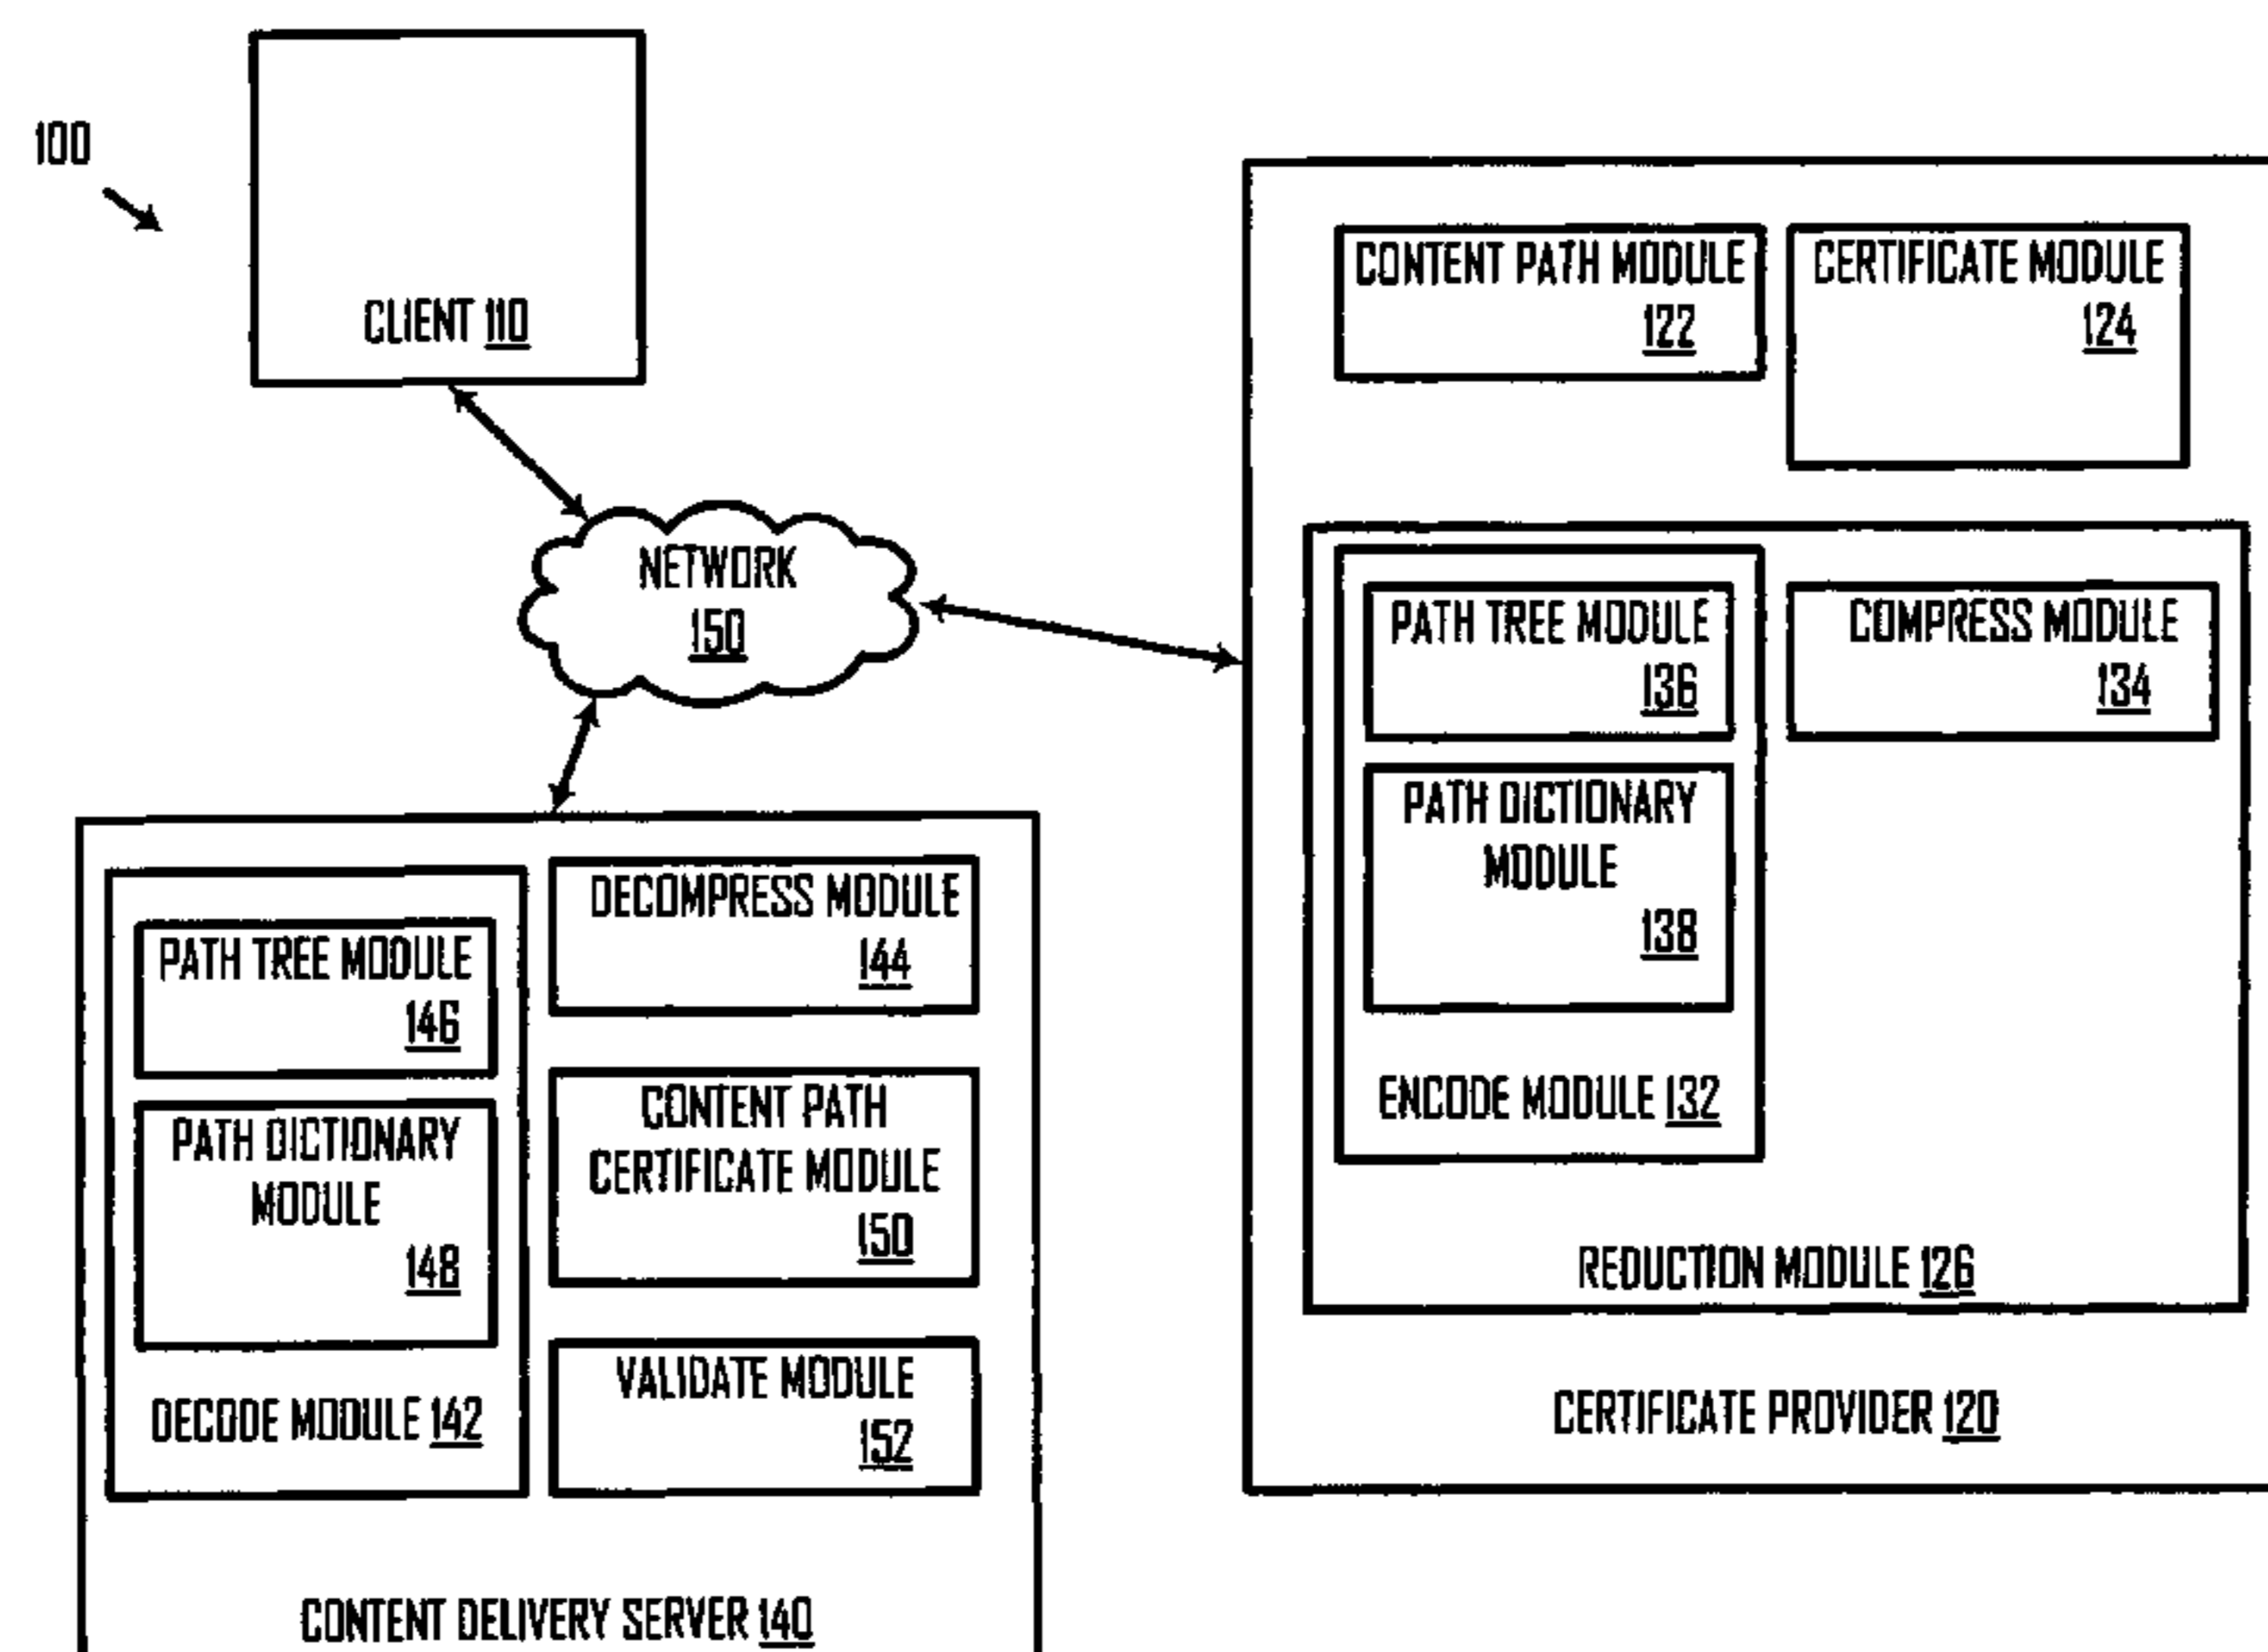 100
CLIENT 110
NETWORK
150
CONTENT PATH MODULE
122
CERTIFICATE MODULE
124
PATH TREE MODULE
136
COMPRESS MODULE
134
PATH DICTIONARY
MODULE
138
ENCODE MODULE 132
REDUCTION MODULE 126
CERTIFICATE PROVIDER 120
PATH TREE MODULE
146
PATH DICTIONARY
MODULE
148
DECODE MODULE 142
DECOMPRESS MODULE
144
CONTENT PATH
CERTIFICATE MODULE
150
VALIDATE MODULE
152
CONTENT DELIVERY SERVER 140